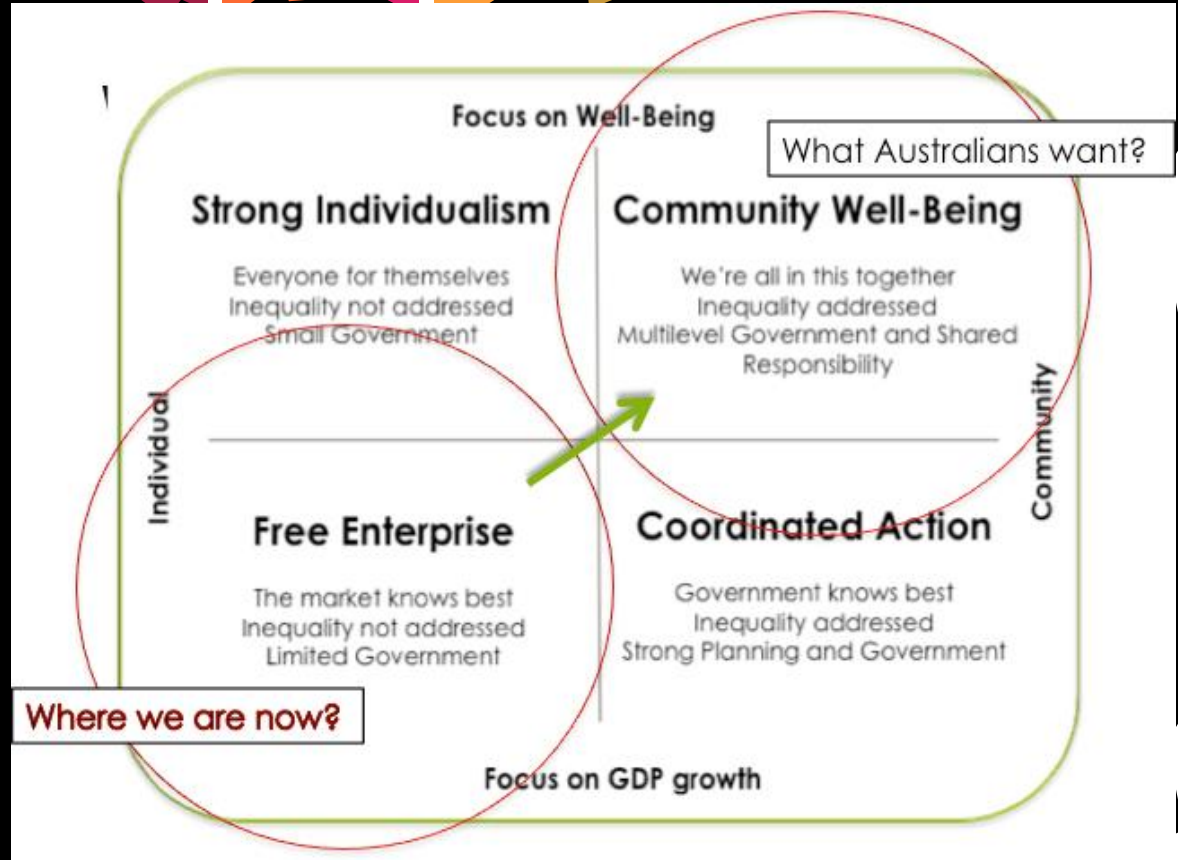 Focus on Well-Being
What Australians want?
Strong Individualism
Everyone for themselves
Inequality not addressed
Small Government
Community Well-Being
We're all in this together
Inequality addressed
Multilevel Government and Shared
Responsibility
Individual
Community
Free Enterprise
The market knows best
Inequality not addressed
Limited Government
Coordinated Action
Government knows best
Inequality addressed
Strong Planning and Government
Where we are now?
Focus on GDP growth